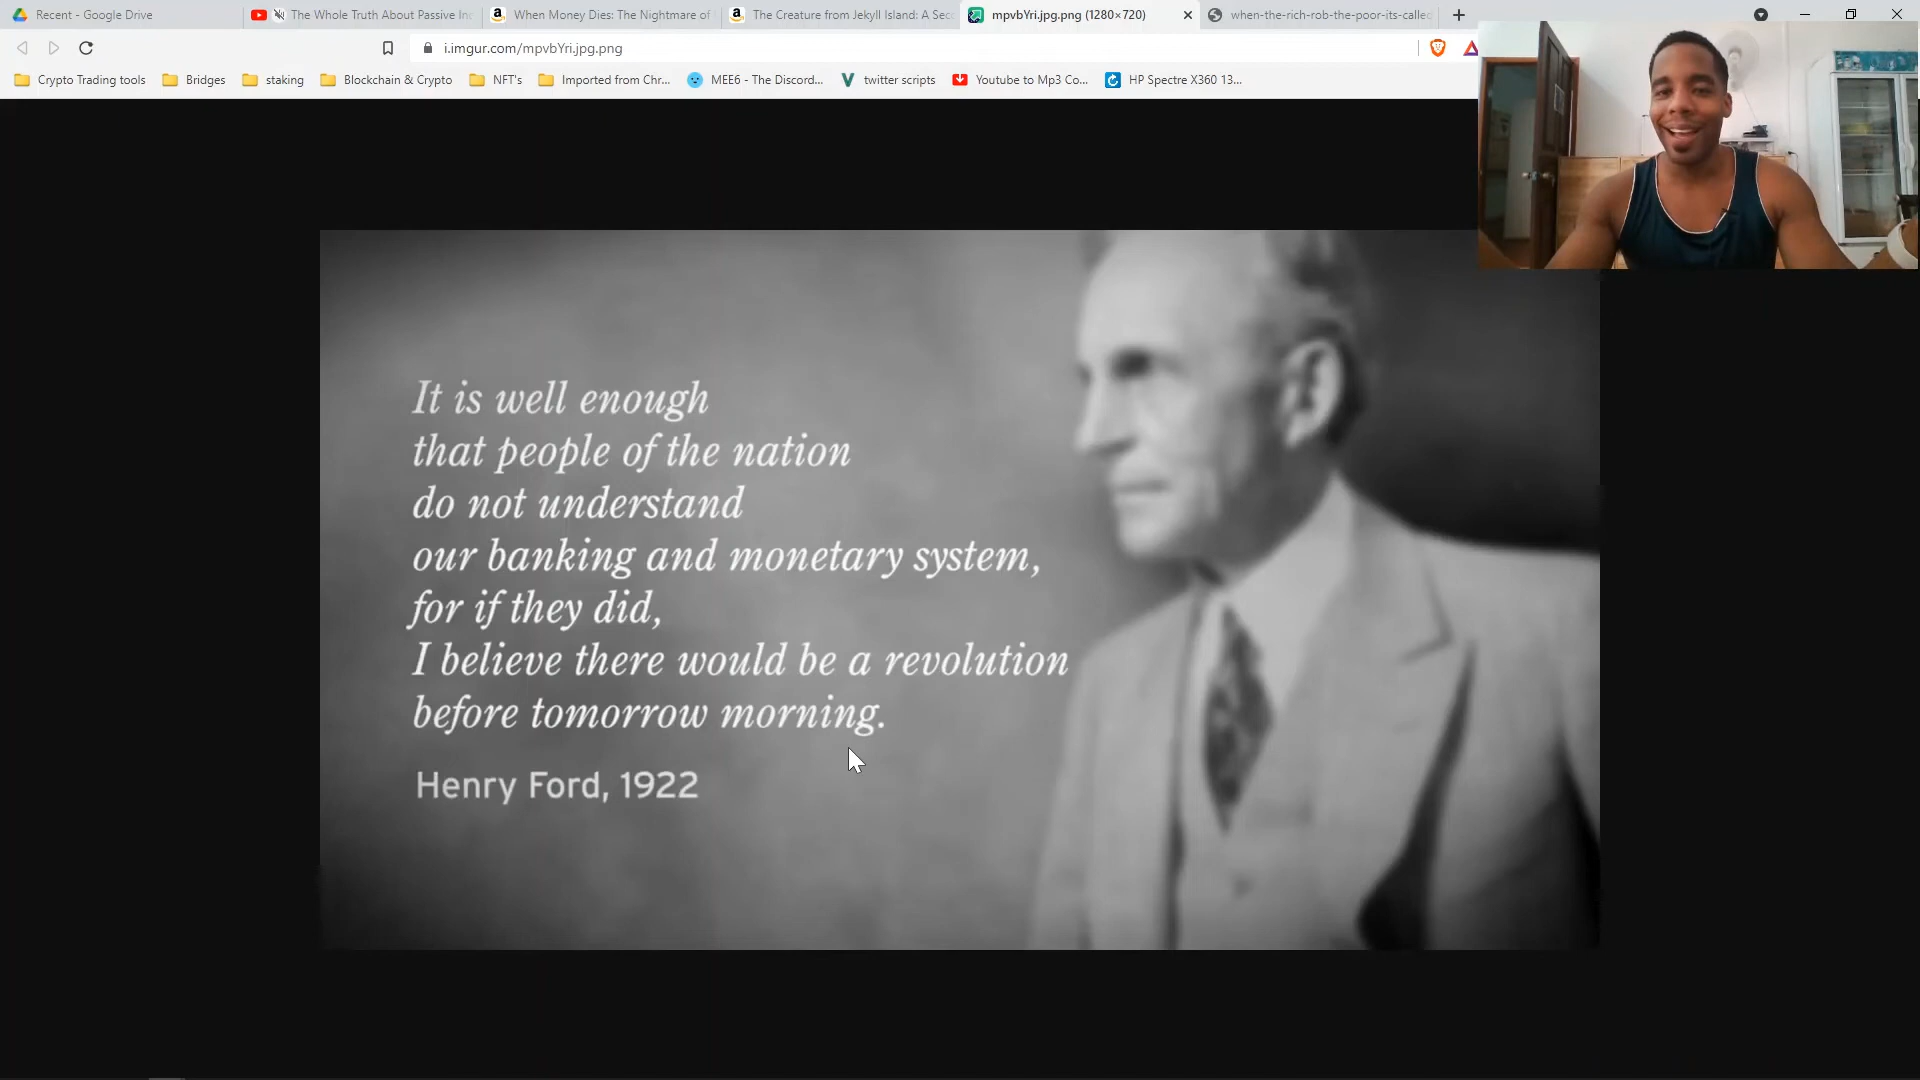 Recent - Google Drive
The Whole Truth About Passive In
When Money Dies: The Nightmare of
The Creature from Jekyll Island: A Sec
mpvbYri.jpg.png (1280×720)
when-the-rich-rob-the-poor-its-called
i.imgur.com/mpvbYri.jpg.png
Crypto Trading tools
Bridges
staking
Blockchain & Crypto
NFT's
Imported from Chr...
MEE6 - The Discord...
twitter scripts
Youtube to Mp3 Co...
HP Spectre X360 13...
It is well enough
that people of the nation
do not understand
our banking and monetary system,
for if they did,
I believe there would be a revolution
before tomorrow morning.
Henry Ford, 1922